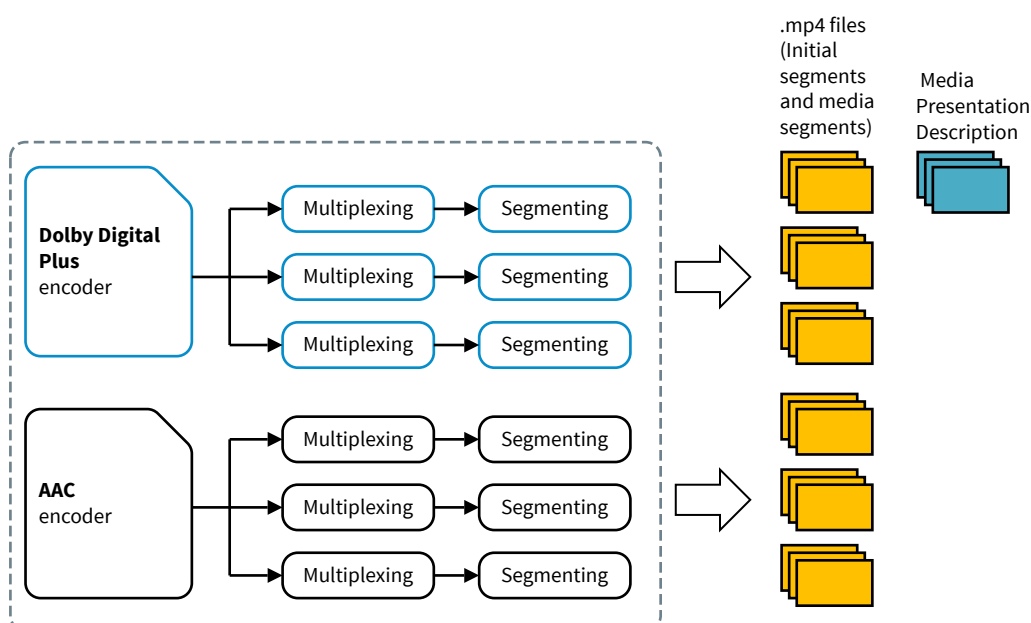 .mp4 files
(Initial
segments
and media
segments)
Media
Presentation
Description
Dolby Digital
Plus
encoder
Multiplexing
Segmenting
Multiplexing
Segmenting
Multiplexing
Segmenting
AAC
encoder
Multiplexing
Segmenting
Multiplexing
Segmenting
Multiplexing
Segmenting